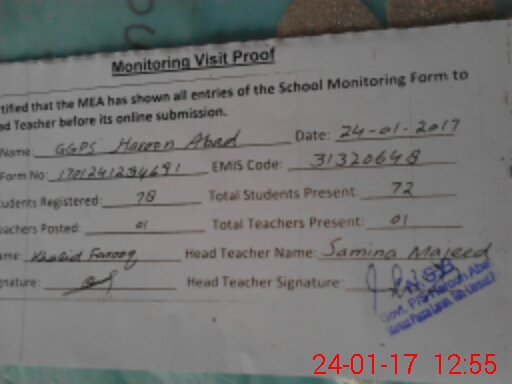 Monitoring Visit Proof
tified that the MEA has shown all entries of the School Monitoring Form to
ad Teacher before its online submission.
Name: GGPS Haroon Abad Date: 24-01-2017
Form No: EMIS Code: 31320648
udents Registered: 78 Total Students Present: 72
eachers Posted: 01 Total Teachers Present: 01
ame: Khalid Farooq Head Teacher Name: Samina Majeed
gnature: Head Teacher Signature:
Govt.
24-01-17 12:55